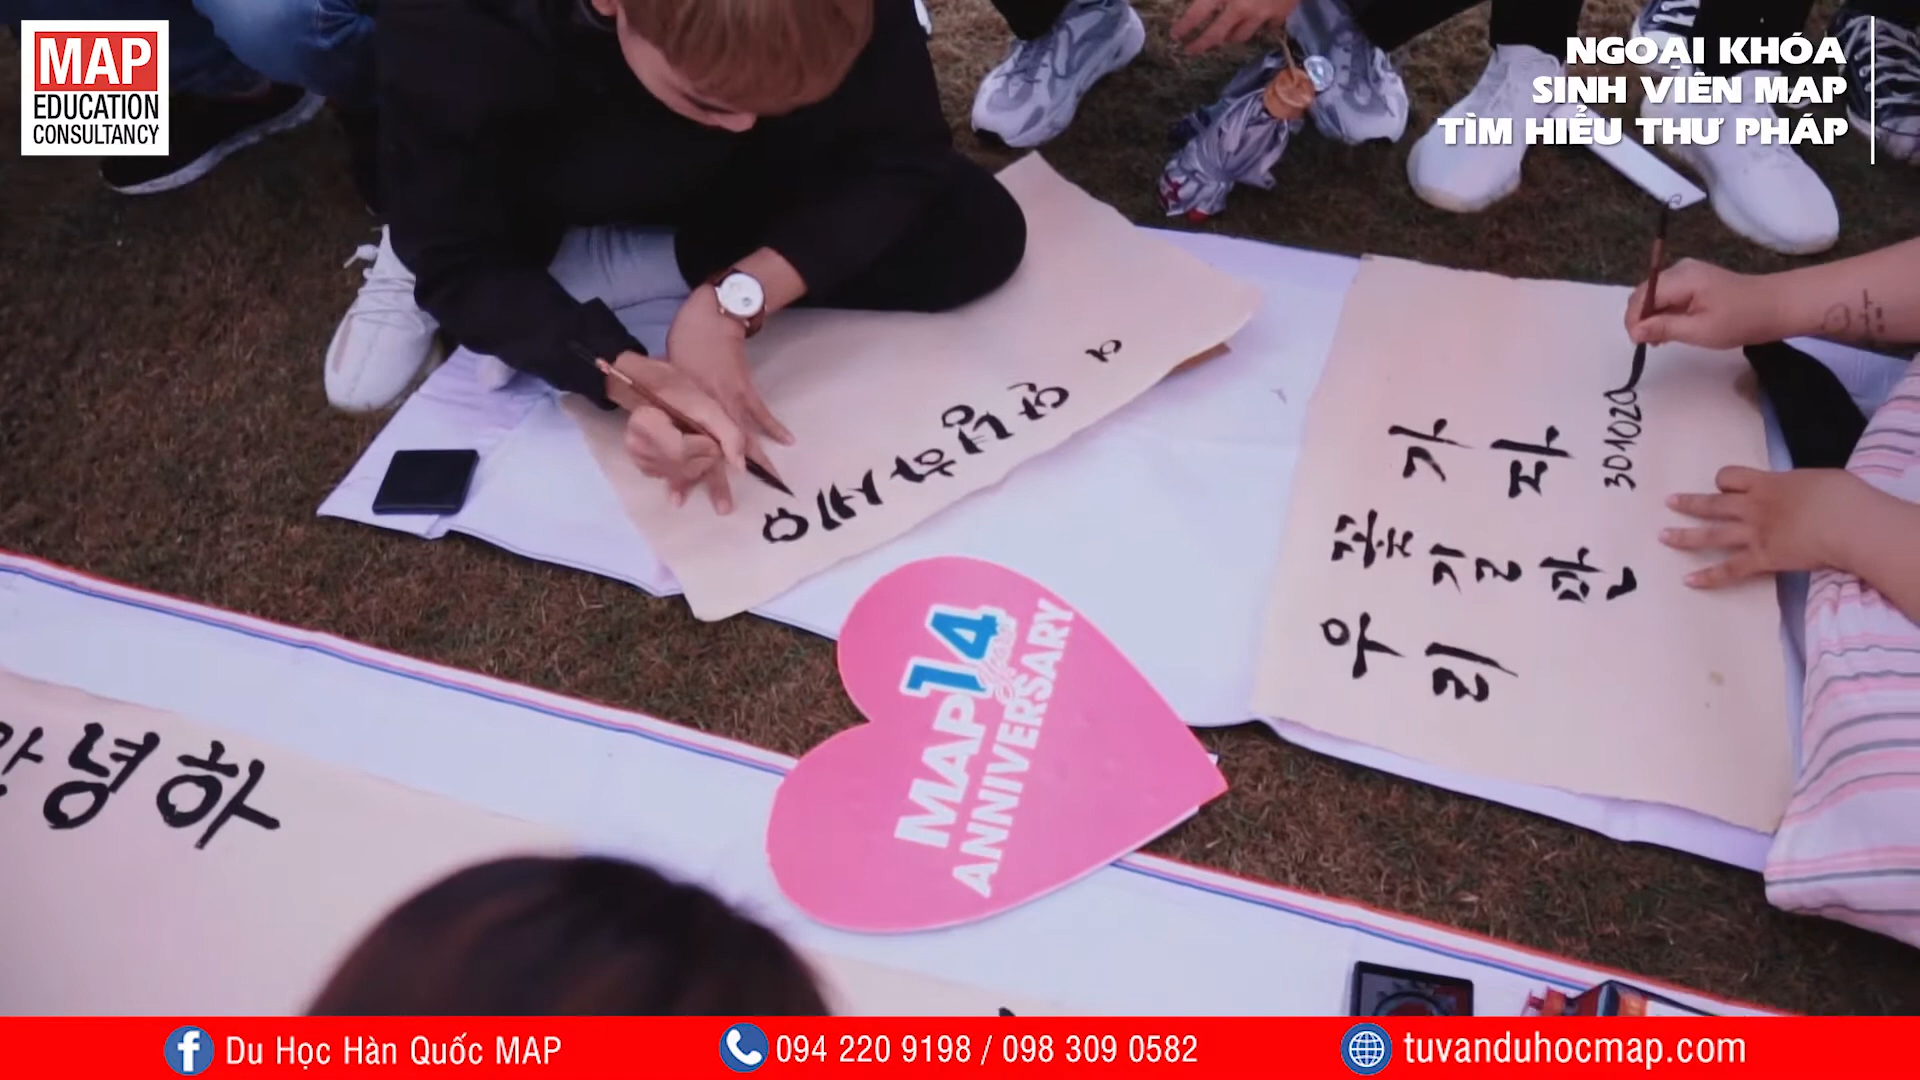 MAP
EDUCATION
CONSULTANCY
NGOẠI KHÓA
SINH VIÊN MAP
TÌM HIỂU THƯ PHÁP
우리
꽃길만
가자
301020
MAP 14
ANNIVERSARY
안녕하
Du Học Hàn Quốc MAP
094 220 9198 / 098 309 0582
tuvanduhocmap.com